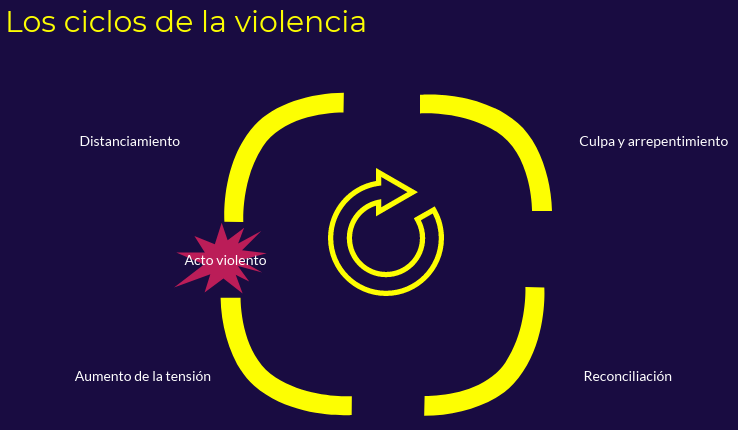 Los ciclos de la violencia
Distanciamiento
Culpa y arrepentimiento
Acto violento
Aumento de la tensión
Reconciliación